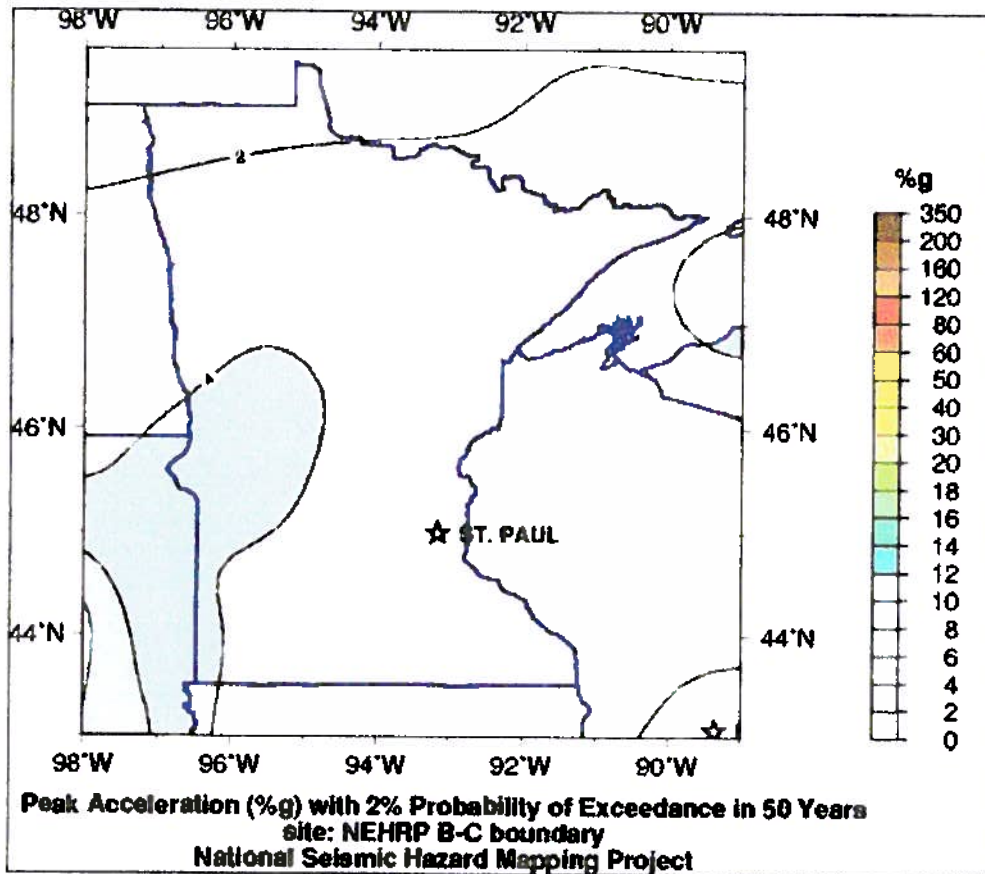 98°W 96°W 94°W 92°W 90°W
2
48°N 48°N
4
46°N 46°N
ST. PAUL
44°N 44°N
98°W 96°W 94°W 92°W 90°W
%g
350
200
160
120
80
60
50
40
30
20
18
16
14
12
10
8
6
4
2
0
Peak Acceleration (%g) with 2% Probability of Exceedance in 50 Years
site: NEHRP B-C boundary
National Seismic Hazard Mapping Project